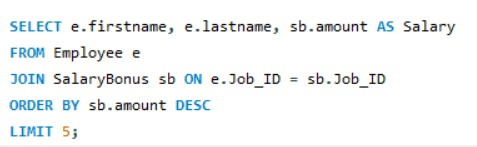 SELECT e.firstname, e.lastname, sb.amount AS Salary
FROM Employee e
JOIN SalaryBonus sb ON e.Job_ID = sb.Job_ID
ORDER BY sb.amount DESC
LIMIT 5;